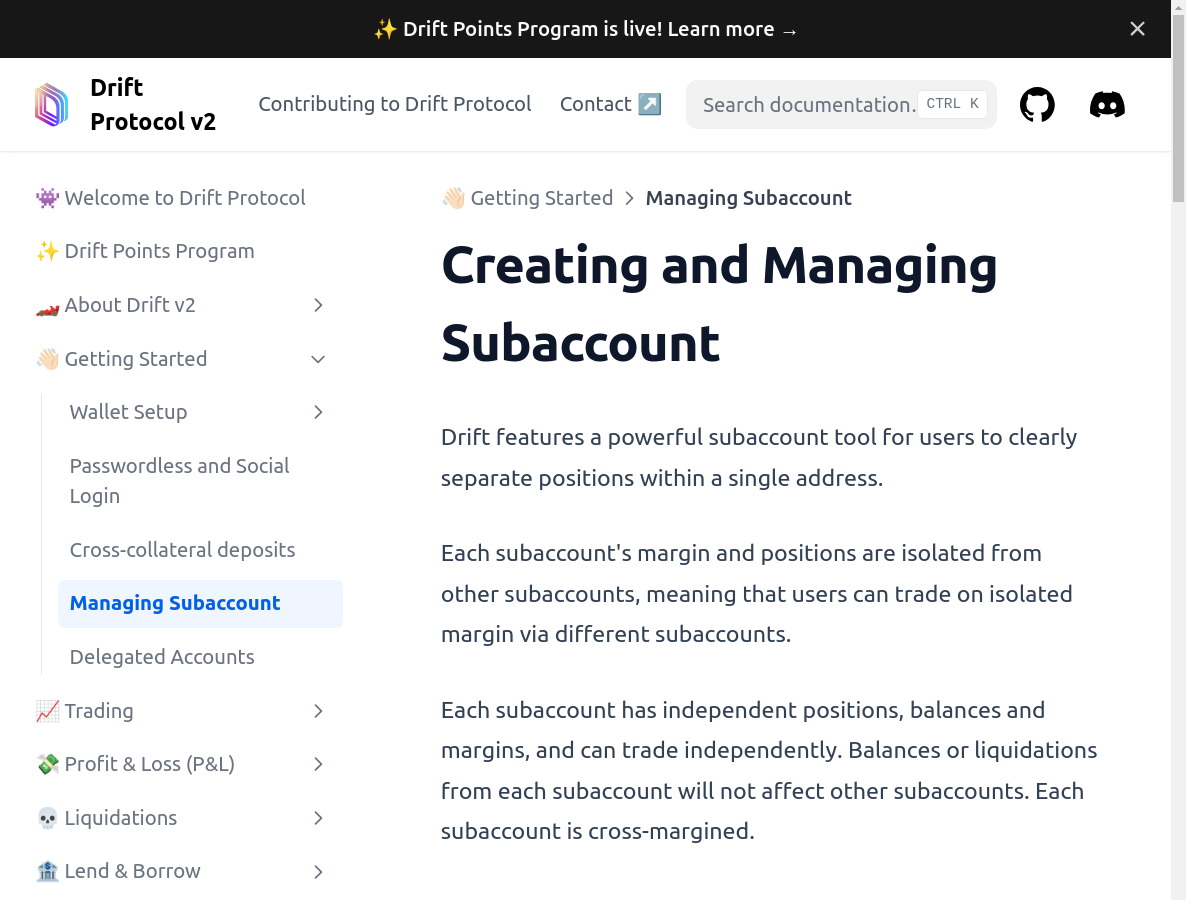 ✨ Drift Points Program is live! Learn more →
Drift
Protocol v2
Contributing to Drift Protocol
Contact ↗️
Search documentation.
CTRL K
👾 Welcome to Drift Protocol
✨ Drift Points Program
🏎️ About Drift v2
👋🏻 Getting Started
Wallet Setup
Passwordless and Social
Login
Cross-collateral deposits
Managing Subaccount
Delegated Accounts
📈 Trading
💸 Profit & Loss (P&L)
💀 Liquidations
🏦 Lend & Borrow
👋🏻 Getting Started > Managing Subaccount
Creating and Managing
Subaccount
Drift features a powerful subaccount tool for users to clearly
separate positions within a single address.
Each subaccount's margin and positions are isolated from
other subaccounts, meaning that users can trade on isolated
margin via different subaccounts.
Each subaccount has independent positions, balances and
margins, and can trade independently. Balances or liquidations
from each subaccount will not affect other subaccounts. Each
subaccount is cross-margined.